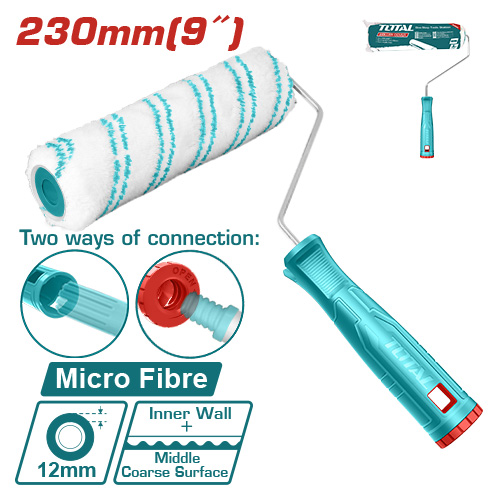 230mm(9″)
TOTAL
Two ways of connection:
OPEN
TOTAL
Micro Fibre
12mm
Inner Wall
+
Middle
Coarse Surface